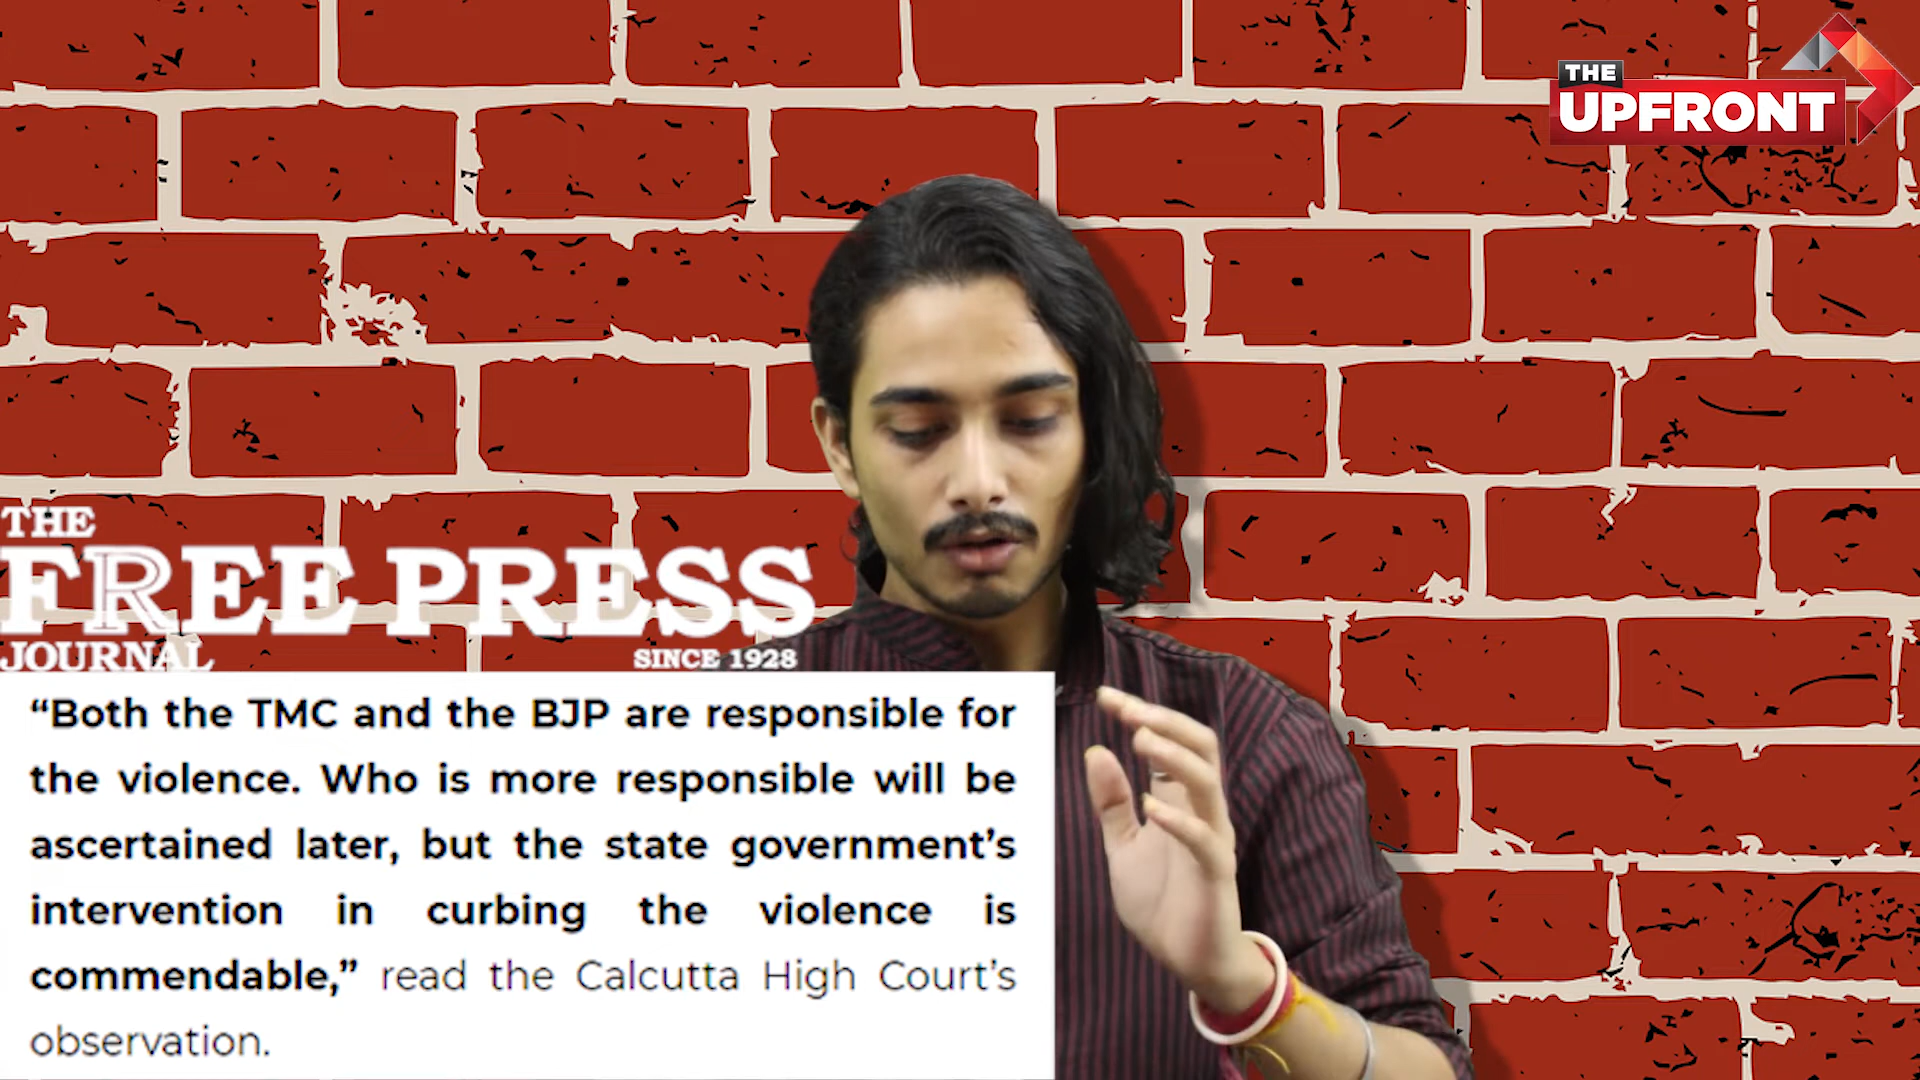 THE
UPFRONT
THE
FREE PRESS
JOURNAL
SINCE 1928
“Both the TMC and the BJP are responsible for
the violence. Who is more responsible will be
ascertained later, but the state government’s
intervention in curbing the violence is
commendable,” read the Calcutta High Court’s
observation.